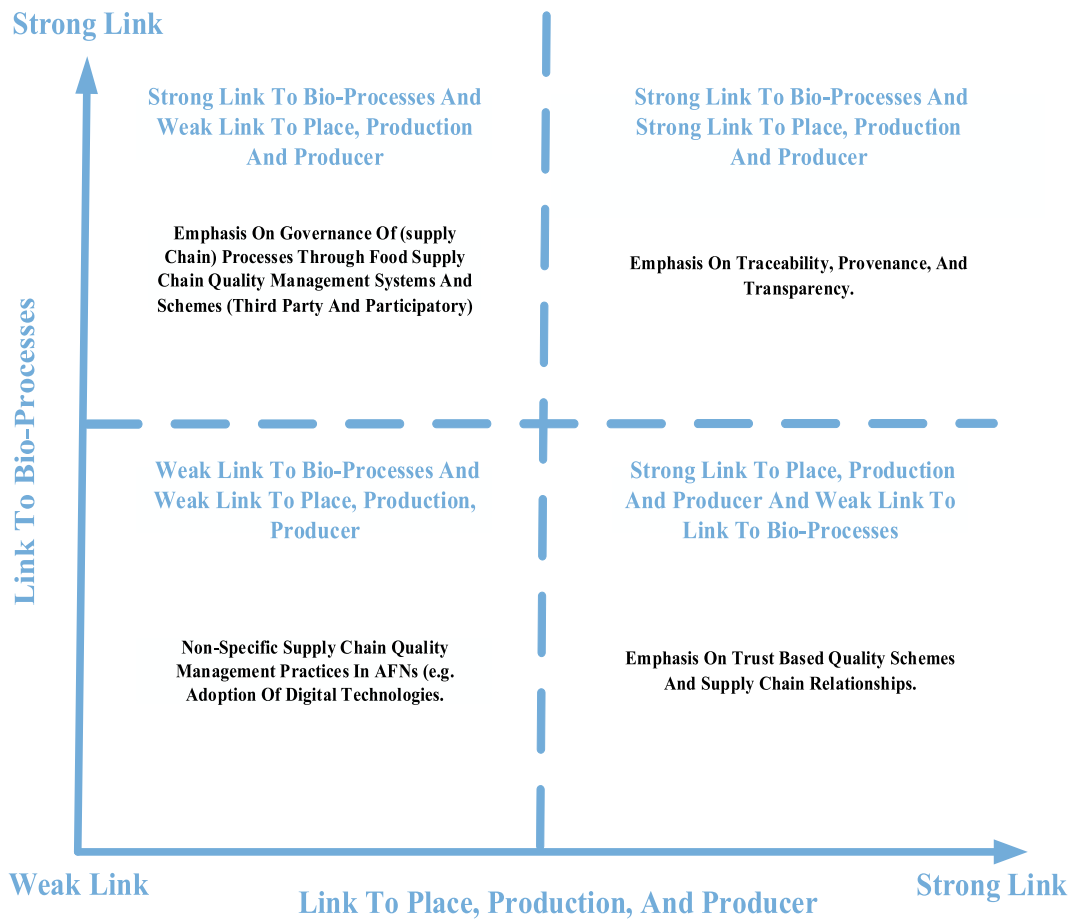 Strong Link
Strong Link To Bio-Processes And
Weak Link To Place, Production
And Producer
Emphasis On Governance Of (supply
Chain) Processes Through Food Supply
Chain Quality Management Systems And
Schemes (Third Party And Participatory)
Strong Link To Bio-Processes And
Strong Link To Place, Production
And Producer
Emphasis On Traceability, Provenance, And
Transparency.
Link To Bio-Processes
Weak Link To Bio-Processes And
Weak Link To Place, Production,
Producer
Non-Specific Supply Chain Quality
Management Practices In AFNs (e.g.
Adoption Of Digital Technologies.
Strong Link To Place, Production
And Producer And Weak Link To
Link To Bio-Processes
Emphasis On Trust Based Quality Schemes
And Supply Chain Relationships.
Weak Link
Link To Place, Production, And Producer
Strong Link